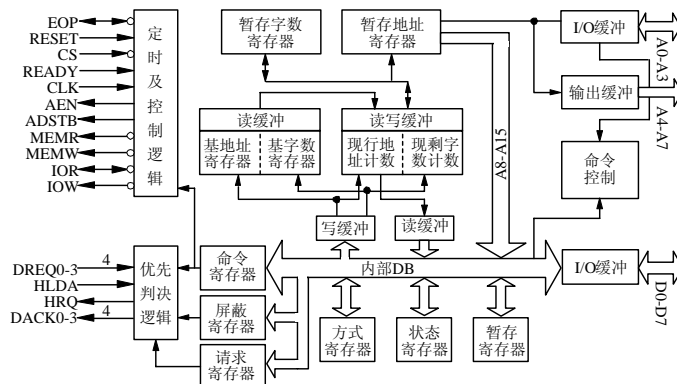 EOP
RESET
CS
READY
CLK
AEN
ADSTB
MEMR
MEMW
IOR
IOW
定时及控制逻辑
暂存字数
寄存器
暂存地址
寄存器
I/O缓冲
A0-A3
输出缓冲
A4-A7
读缓冲
基地址
寄存器
基字数
寄存器
读写缓冲
现行地
址计数
现剩字
数计数
A8-A15
命令
控制
写缓冲
读缓冲
DREQ0-3
4
HLDA
HRQ
DACK0-3
4
优先
判决
逻辑
命令
寄存器
内部DB
I/O缓冲
D0-D7
屏蔽
寄存器
请求
寄存器
方式
寄存器
状态
寄存器
暂存
寄存器